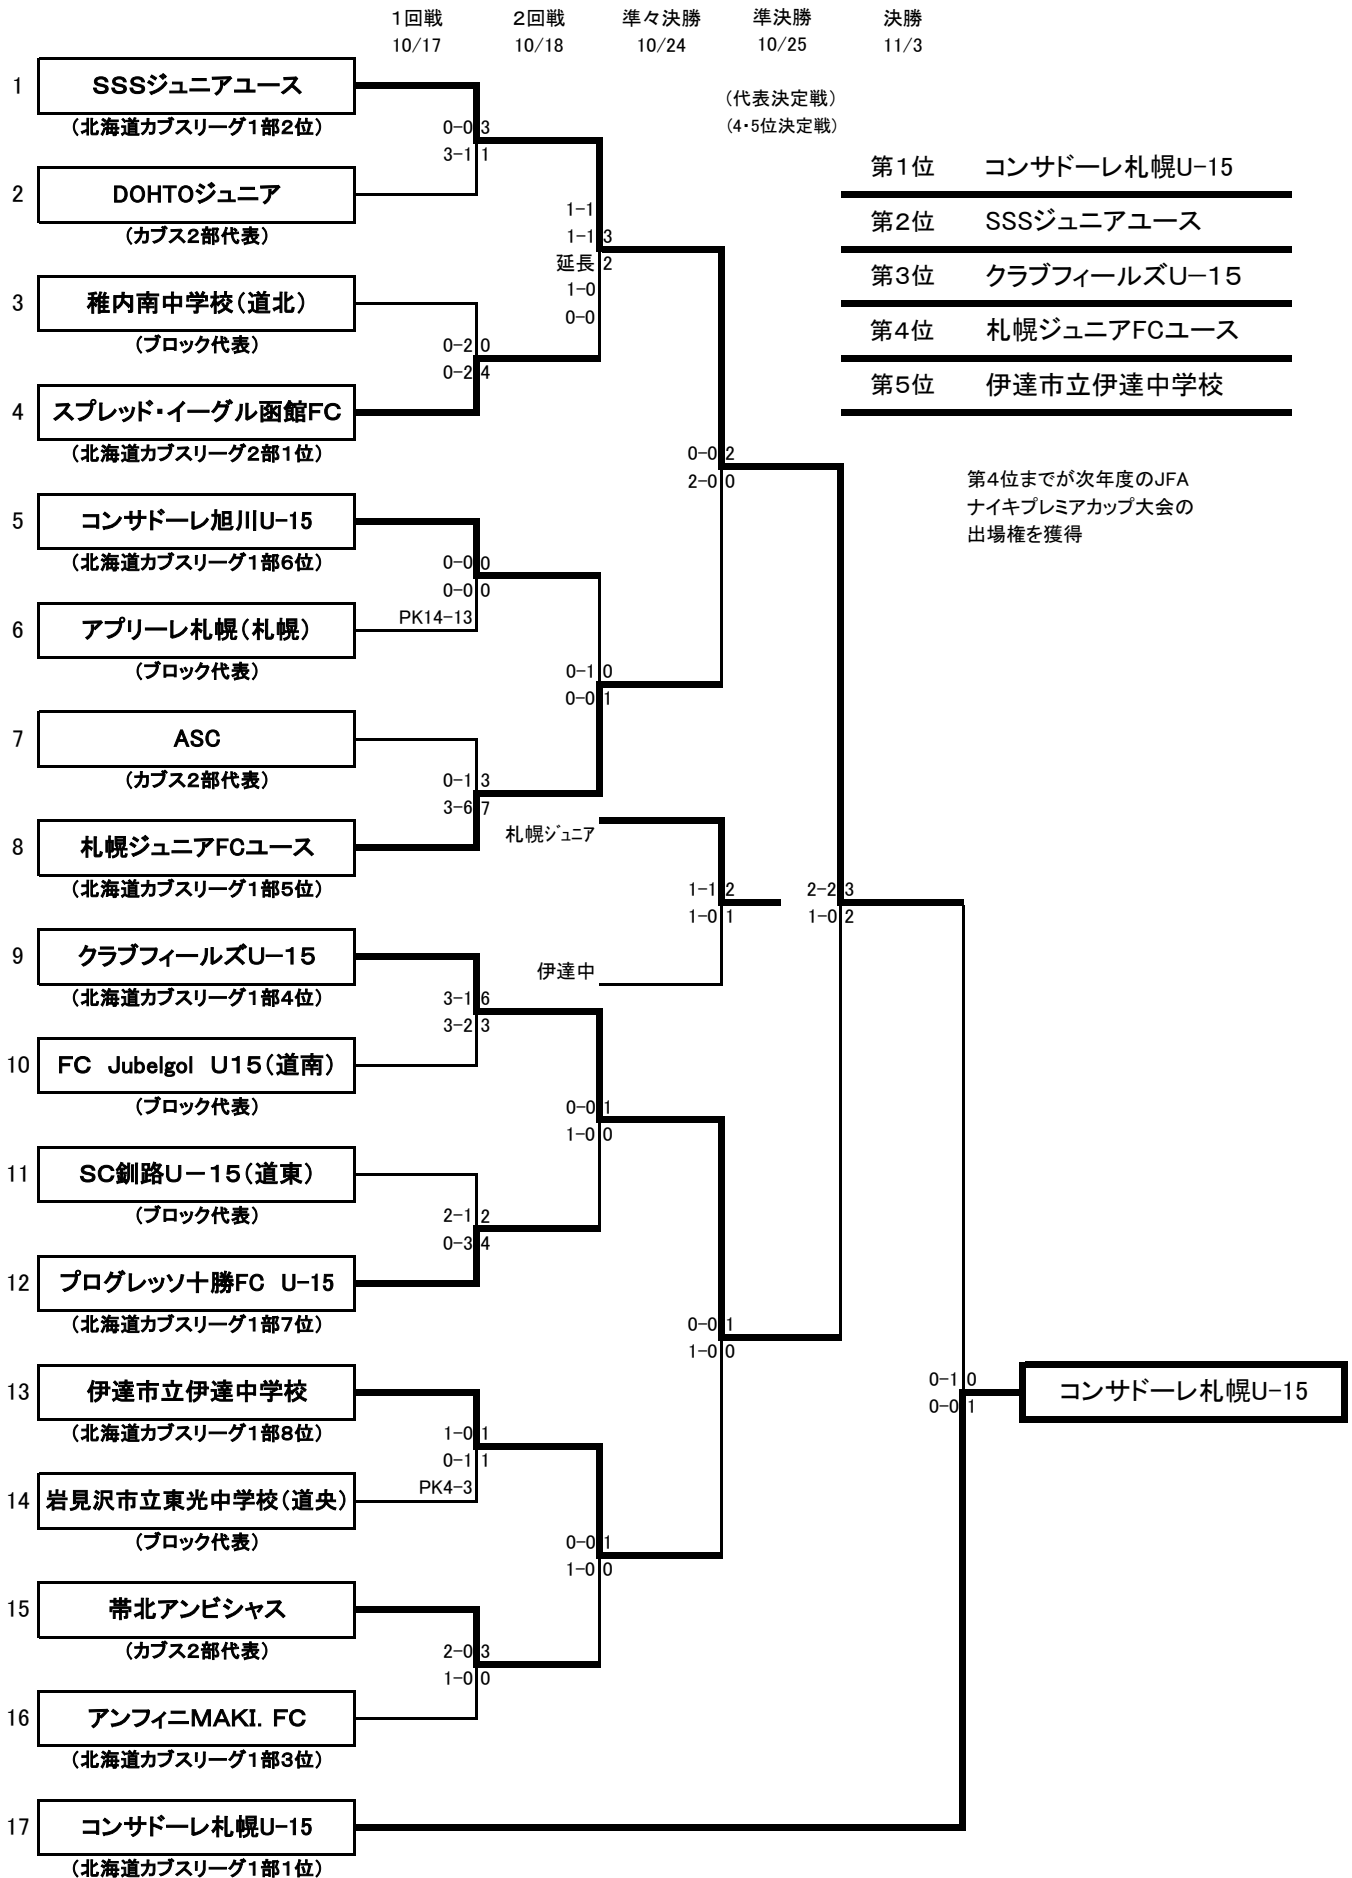 1回戦 2回戦 準々決勝 準決勝 決勝
10/17 10/18 10/24 10/25 11/3
(代表決定戦)
(4・5位決定戦)
1 SSSジュニアユース
(北海道カブスリーグ1部2位)
0-0 3
3-1 1
2 DOHTOジュニア
(カブス2部代表)
1-1
1-1 3
延長 2
1-0
0-0
3 稚内南中学校(道北)
(ブロック代表)
0-2 0
0-2 4
4 スプレッド・イーグル函館FC
(北海道カブスリーグ2部1位)
第1位 コンサドーレ札幌U-15
第2位 SSSジュニアユース
第3位 クラブフィールズU-15
第4位 札幌ジュニアFCユース
第5位 伊達市立伊達中学校
第4位までが次年度のJFA
ナイキプレミアカップ大会の
出場権を獲得
0-0 2
2-0 0
5 コンサドーレ旭川U-15
(北海道カブスリーグ1部6位)
0-0 0
0-0 0
PK14-13
6 アプリーレ札幌(札幌)
(ブロック代表)
0-1 0
0-0 1
7 ASC
(カブス2部代表)
0-1 3
3-6 7
8 札幌ジュニアFCユース
(北海道カブスリーグ1部5位)
札幌ジュニア
1-1 2
1-0 1
伊達中
2-2 3
1-0 2
9 クラブフィールズU-15
(北海道カブスリーグ1部4位)
3-1 6
3-2 3
10 FC Jubelgol U15(道南)
(ブロック代表)
0-0 1
1-0 0
11 SC釧路U-15(道東)
(ブロック代表)
2-1 2
0-3 4
12 プログレッソ十勝FC U-15
(北海道カブスリーグ1部7位)
0-0 1
1-0 0
13 伊達市立伊達中学校
(北海道カブスリーグ1部8位)
1-0 1
0-1 1
PK4-3
14 岩見沢市立東光中学校(道央)
(ブロック代表)
0-0 1
1-0 0
15 帯北アンビシャス
(カブス2部代表)
2-0 3
1-0 0
16 アンフィニMAKI.FC
(北海道カブスリーグ1部3位)
0-1 0
0-0 1
コンサドーレ札幌U-15
17 コンサドーレ札幌U-15
(北海道カブスリーグ1部1位)